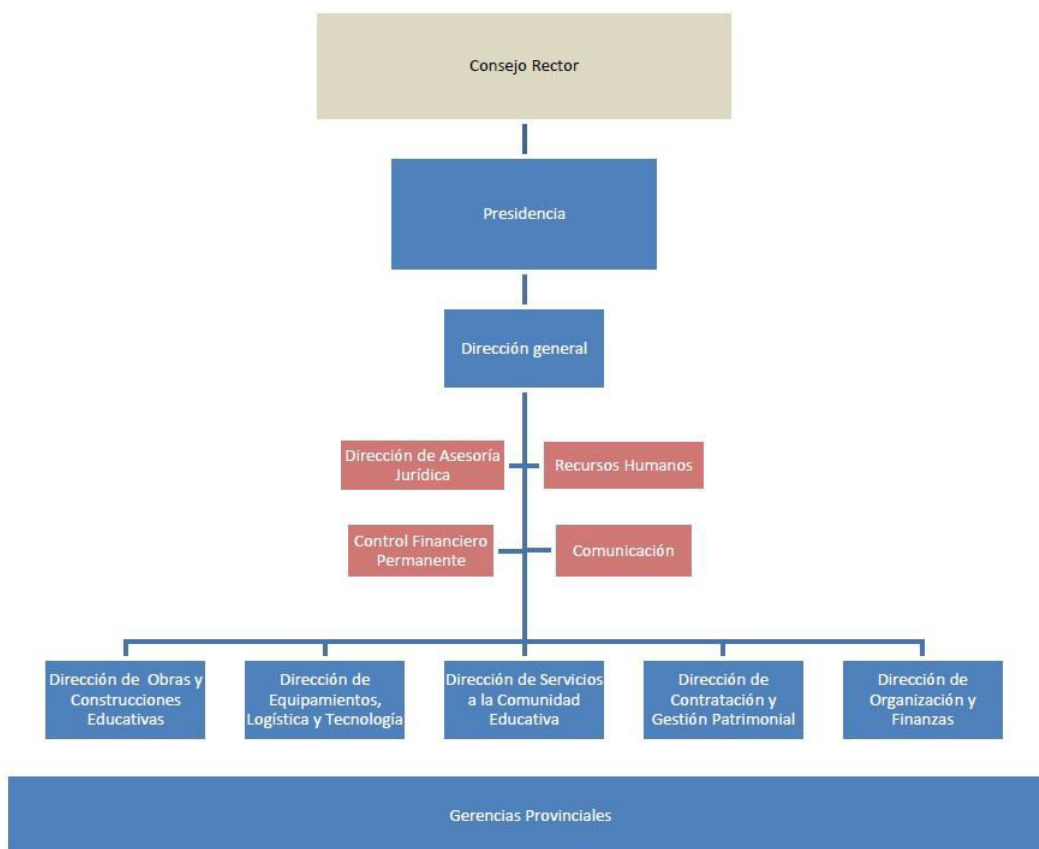 Consejo Rector
Presidencia
Dirección general
Dirección de Asesoría
Jurídica
Recursos Humanos
Control Financiero
Permanente
Comunicación
Dirección de Obras y
Construcciones
Educativas
Dirección de
Equipamientos,
Logística y Tecnología
Dirección de Servicios
a la Comunidad
Educativa
Dirección de
Contratación y
Gestión Patrimonial
Dirección de
Organización y
Finanzas
Gerencias Provinciales